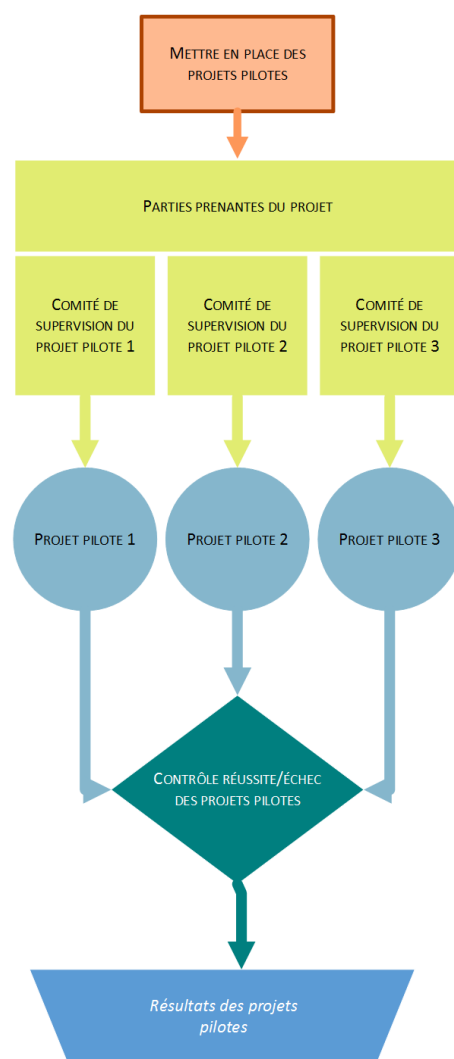 METTRE EN PLACE DES
PROJETS PILOTES
PARTIES PRENANTES DU PROJET
COMITÉ DE
SUPERVISION DU
PROJET PILOTE 1
COMITÉ DE
SUPERVISION DU
PROJET PILOTE 2
COMITÉ DE
SUPERVISION DU
PROJET PILOTE 3
PROJET PILOTE 1
PROJET PILOTE 2
PROJET PILOTE 3
CONTRÔLE RÉUSSITE/ÉCHEC
DES PROJETS PILOTES
Résultats des projets
pilotes